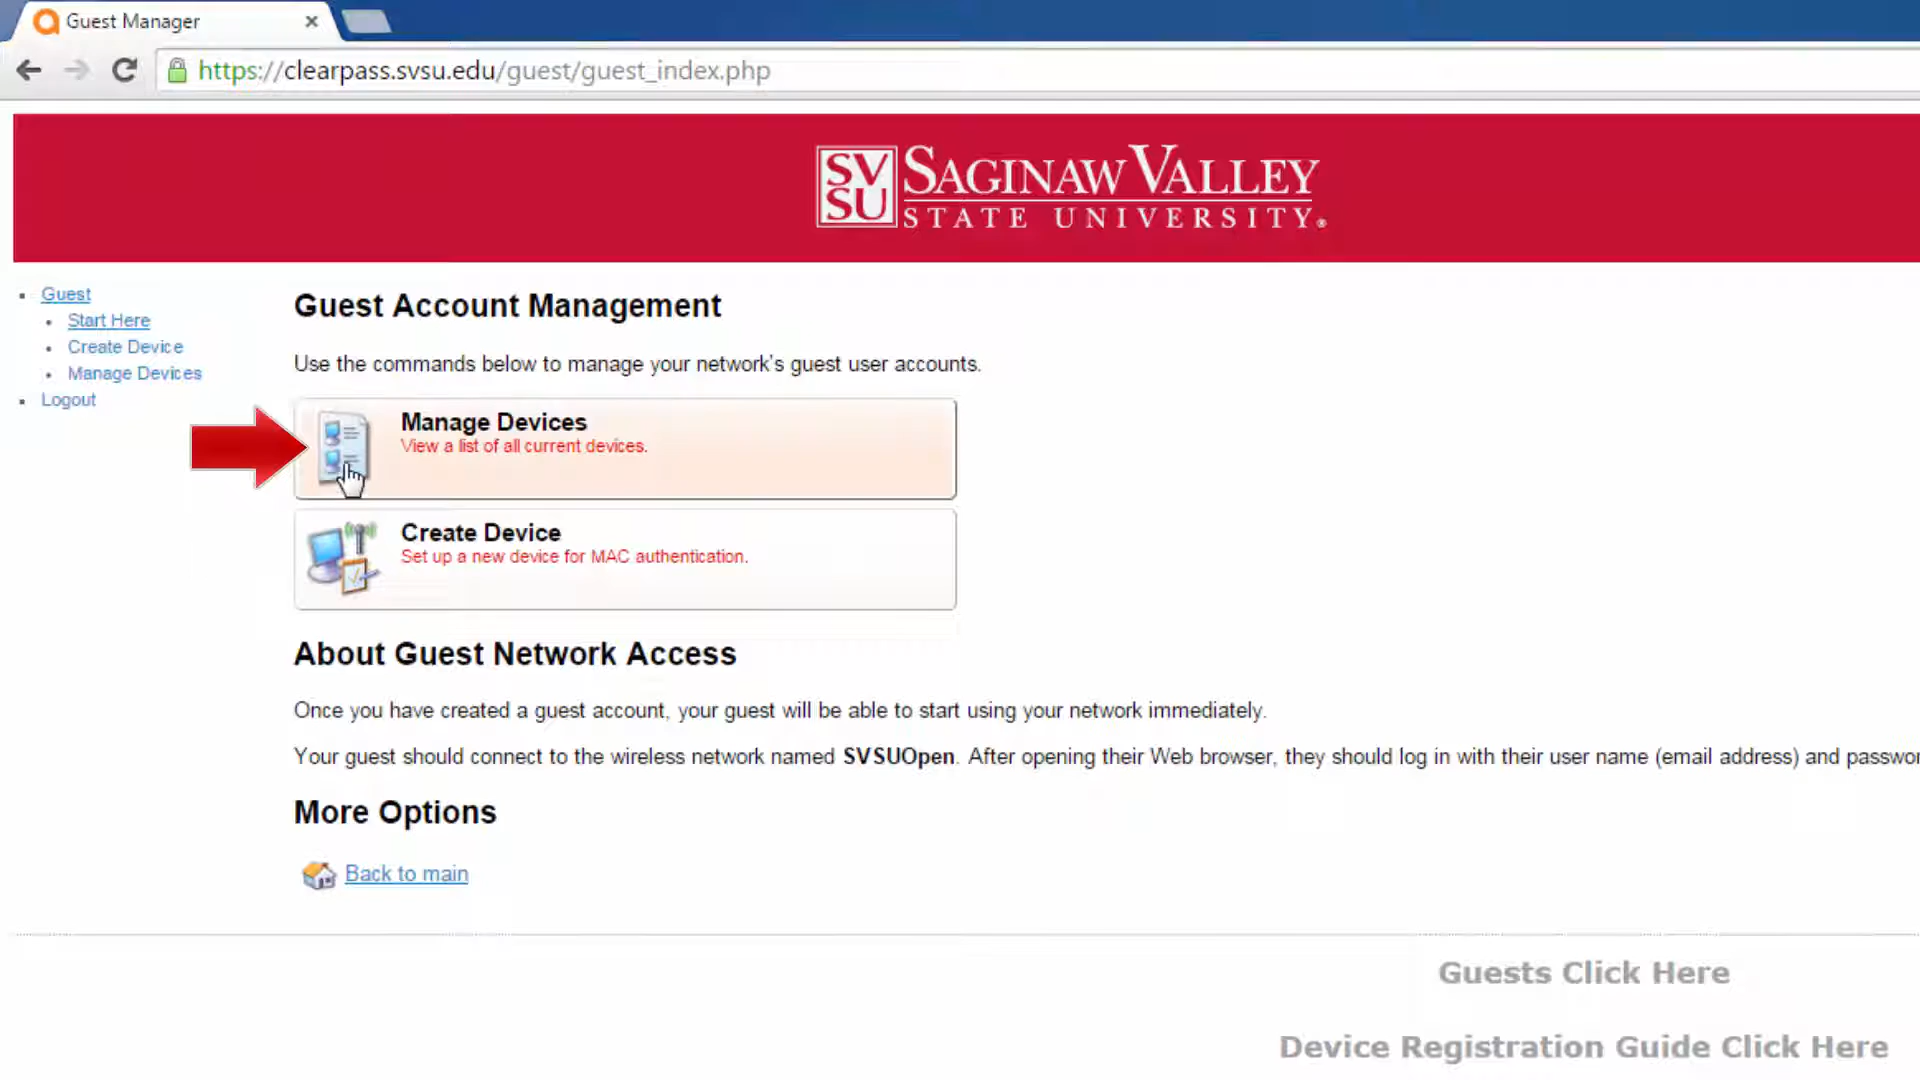 Guest Manager
https://clearpass.svsu.edu/guest/guest_index.php
SV
SU
SAGINAW VALLEY
STATE UNIVERSITY.®
Guest
Start Here
Create Device
Manage Devices
Logout
Guest Account Management
Use the commands below to manage your network's guest user accounts.
Manage Devices
View a list of all current devices.
Create Device
Set up a new device for MAC authentication.
About Guest Network Access
Once you have created a guest account, your guest will be able to start using your network immediately.
Your guest should connect to the wireless network named SVSUOpen. After opening their Web browser, they should log in with their user name (email address) and
More Options
Back to main
Guests Click Here
Device Registration Guide Click Here